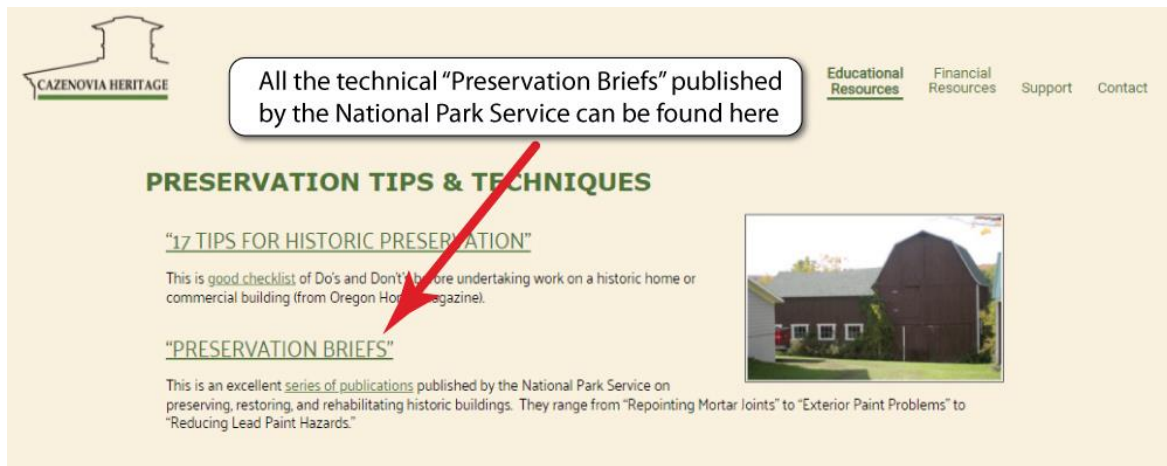 CAZENOVIA HERITAGE
All the technical “Preservation Briefs” published
by the National Park Service can be found here
Educational
Resources
Financial
Resources
Support
Contact
PRESERVATION TIPS & TECHNIQUES
“17 TIPS FOR HISTORIC PRESERVATION”
This is good checklist of Do's and Don't's before undertaking work on a historic home or
commercial building (from Oregon Home Magazine).
“PRESERVATION BRIEFS”
This is an excellent series of publications published by the National Park Service on
preserving, restoring, and rehabilitating historic buildings. They range from “Repointing Mortar Joints” to “Exterior Paint Problems” to
“Reducing Lead Paint Hazards.”